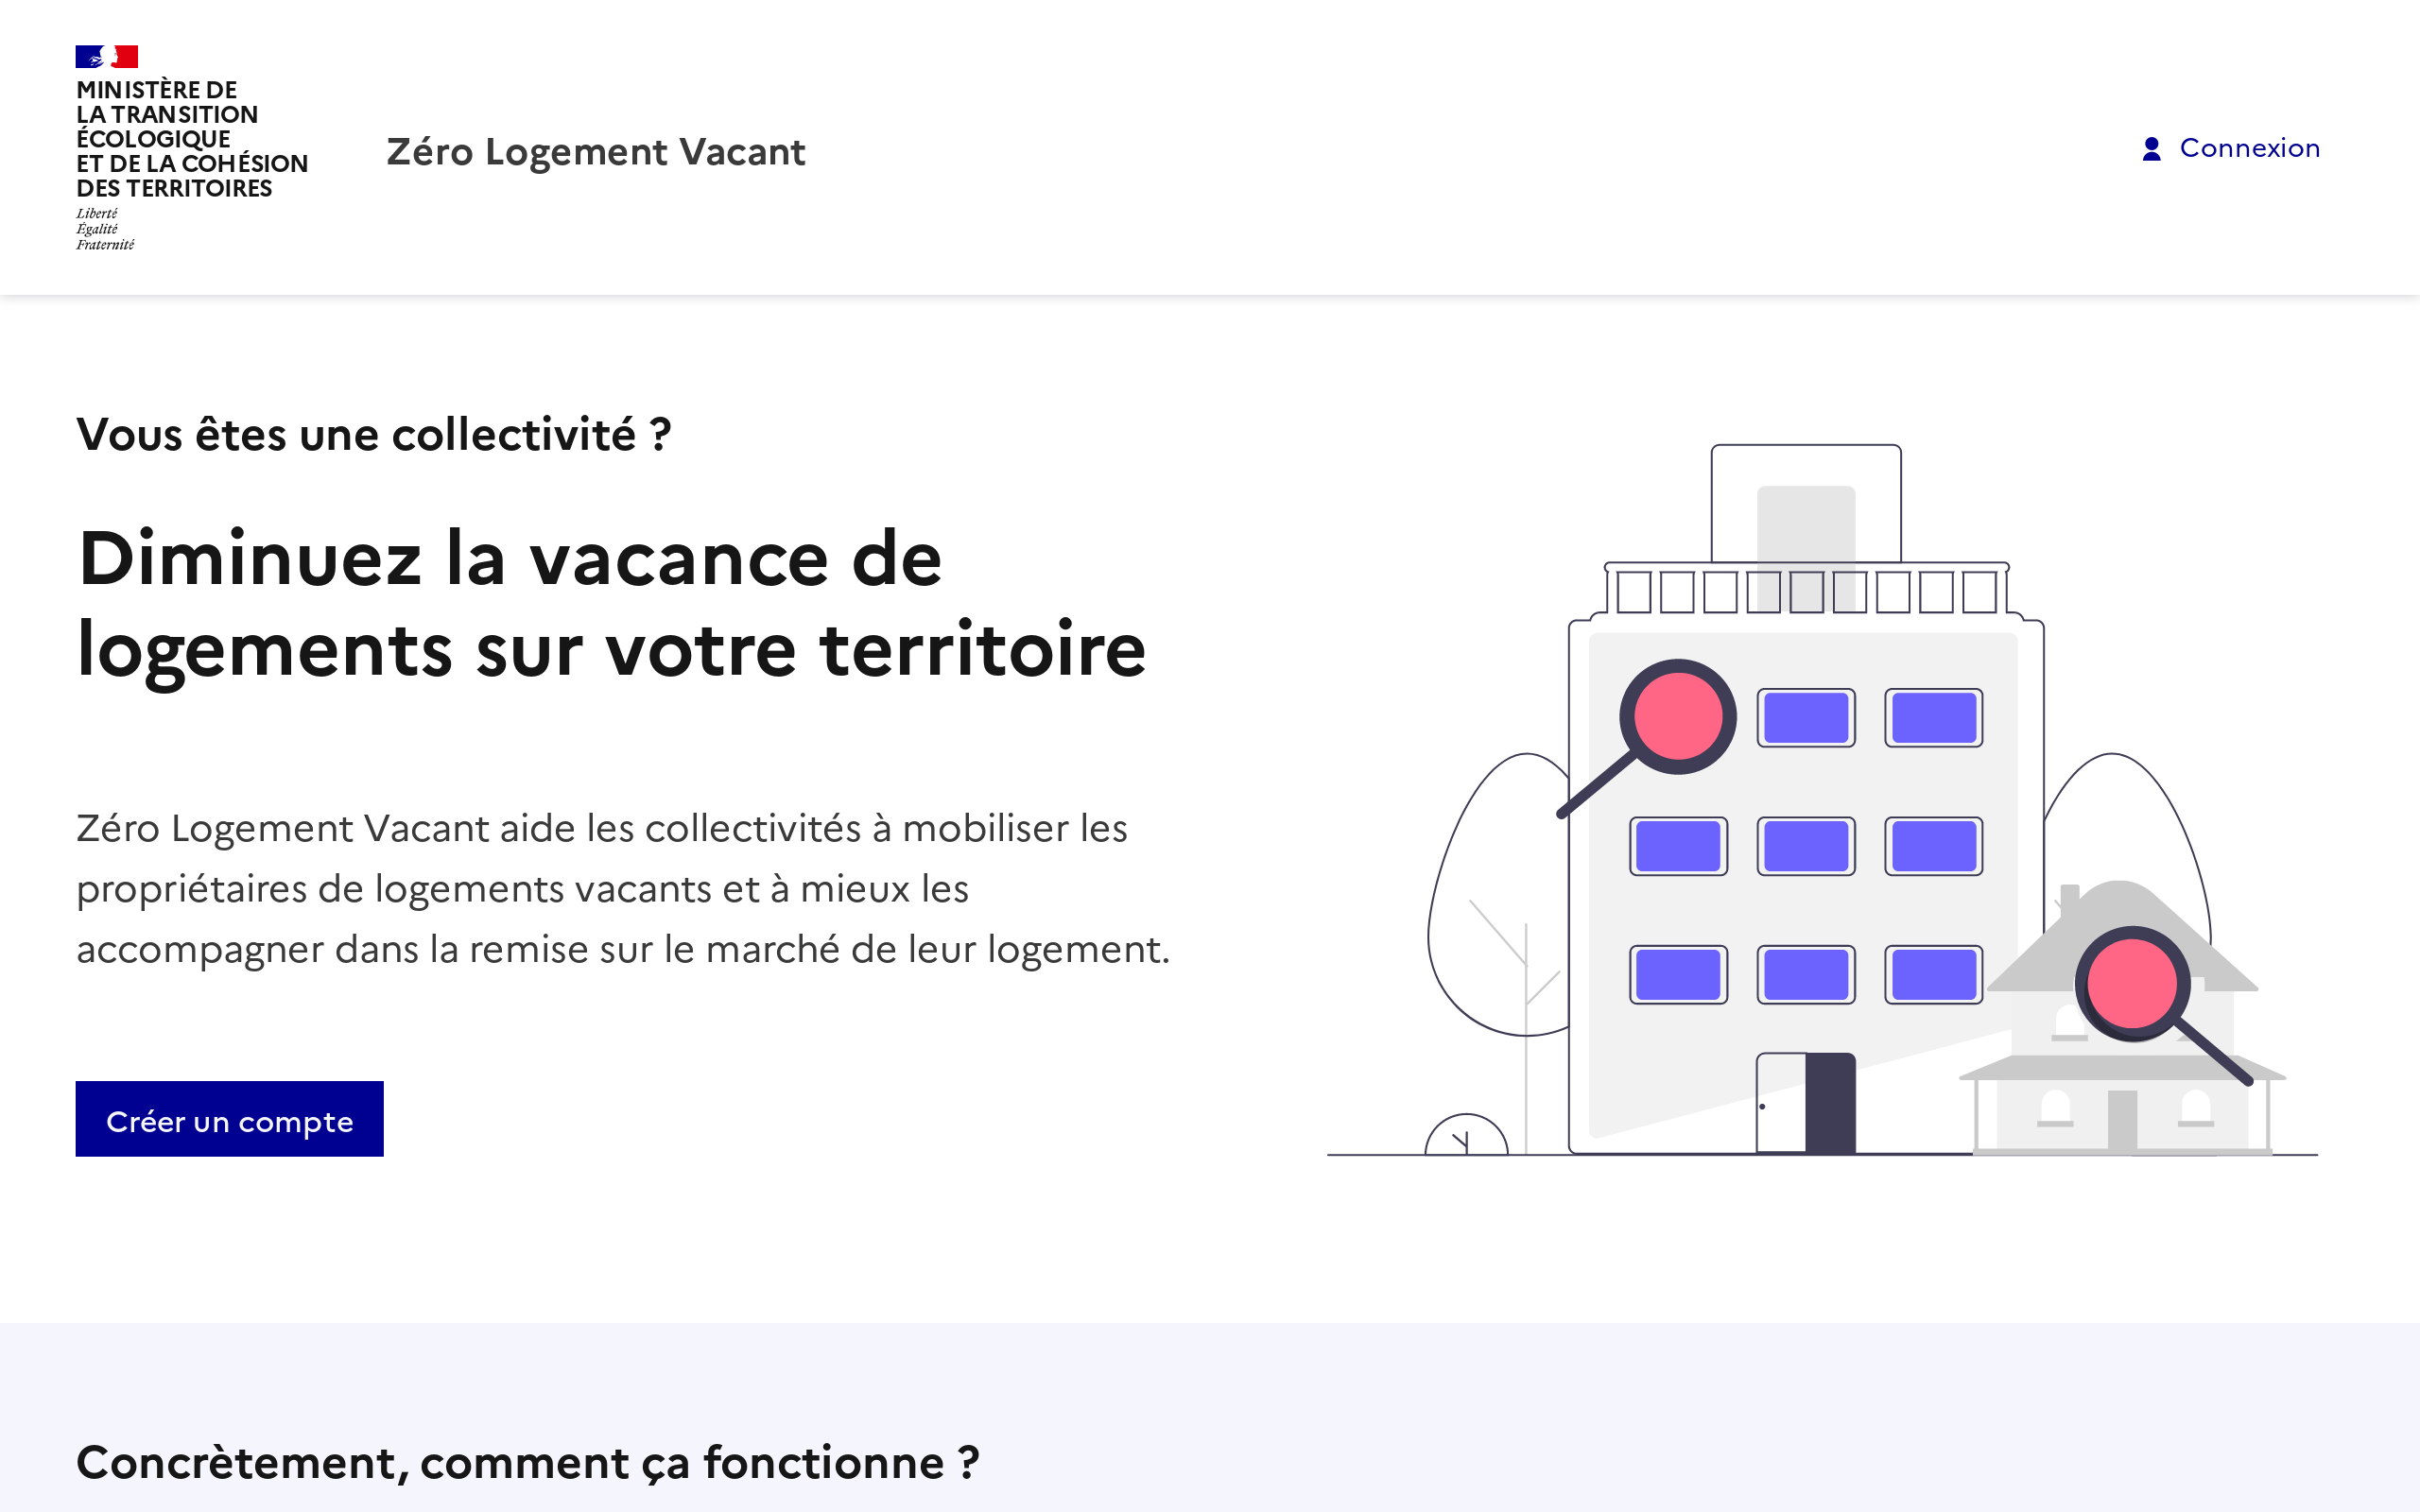 MINISTÈRE DE
LA TRANSITION
ÉCOLOGIQUE
ET DE LA COHÉSION
DES TERRITOIRES
Liberté
Égalité
Fraternité
Zéro Logement Vacant
Connexion
Vous êtes une collectivité ?
Diminuez la vacance de
logements sur votre territoire
Zéro Logement Vacant aide les collectivités à mobiliser les
propriétaires de logements vacants et à mieux les
accompagner dans la remise sur le marché de leur logement.
Créer un compte
Concrètement, comment ça fonctionne ?